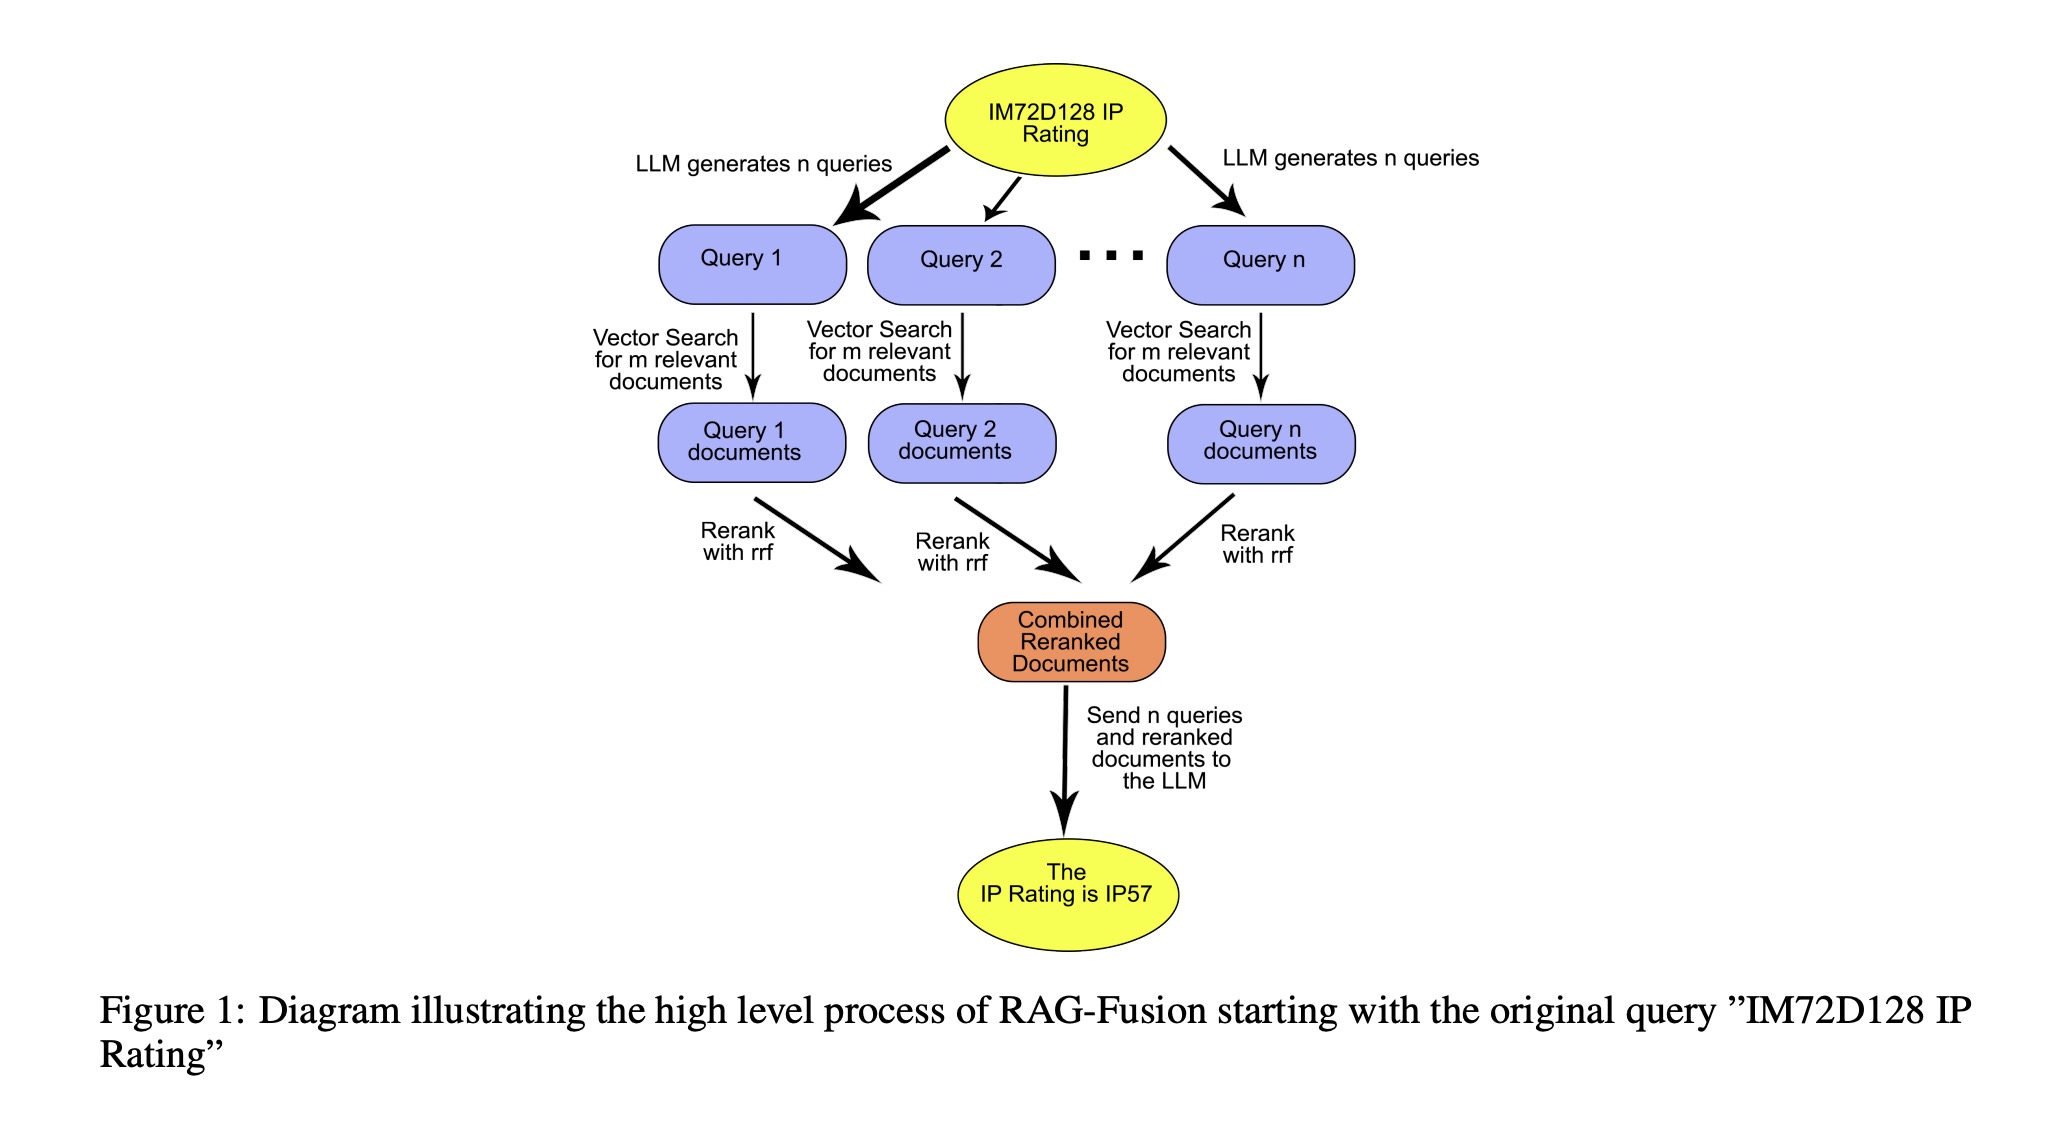 IM72D128 IP
Rating
LLM generates n queries
LLM generates n queries
Query 1
Query 2
...
Query n
Vector Search
for m relevant
documents
Vector Search
for m relevant
documents
Vector Search
for m relevant
documents
Query 1
documents
Query 2
documents
Query n
documents
Rerank
with rrf
Rerank
with rrf
Rerank
with rrf
Combined
Reranked
Documents
Send n queries
and reranked
documents to
the LLM
The
IP Rating is IP57
Figure 1: Diagram illustrating the high level process of RAG-Fusion starting with the original query ”IM72D128 IP
Rating”